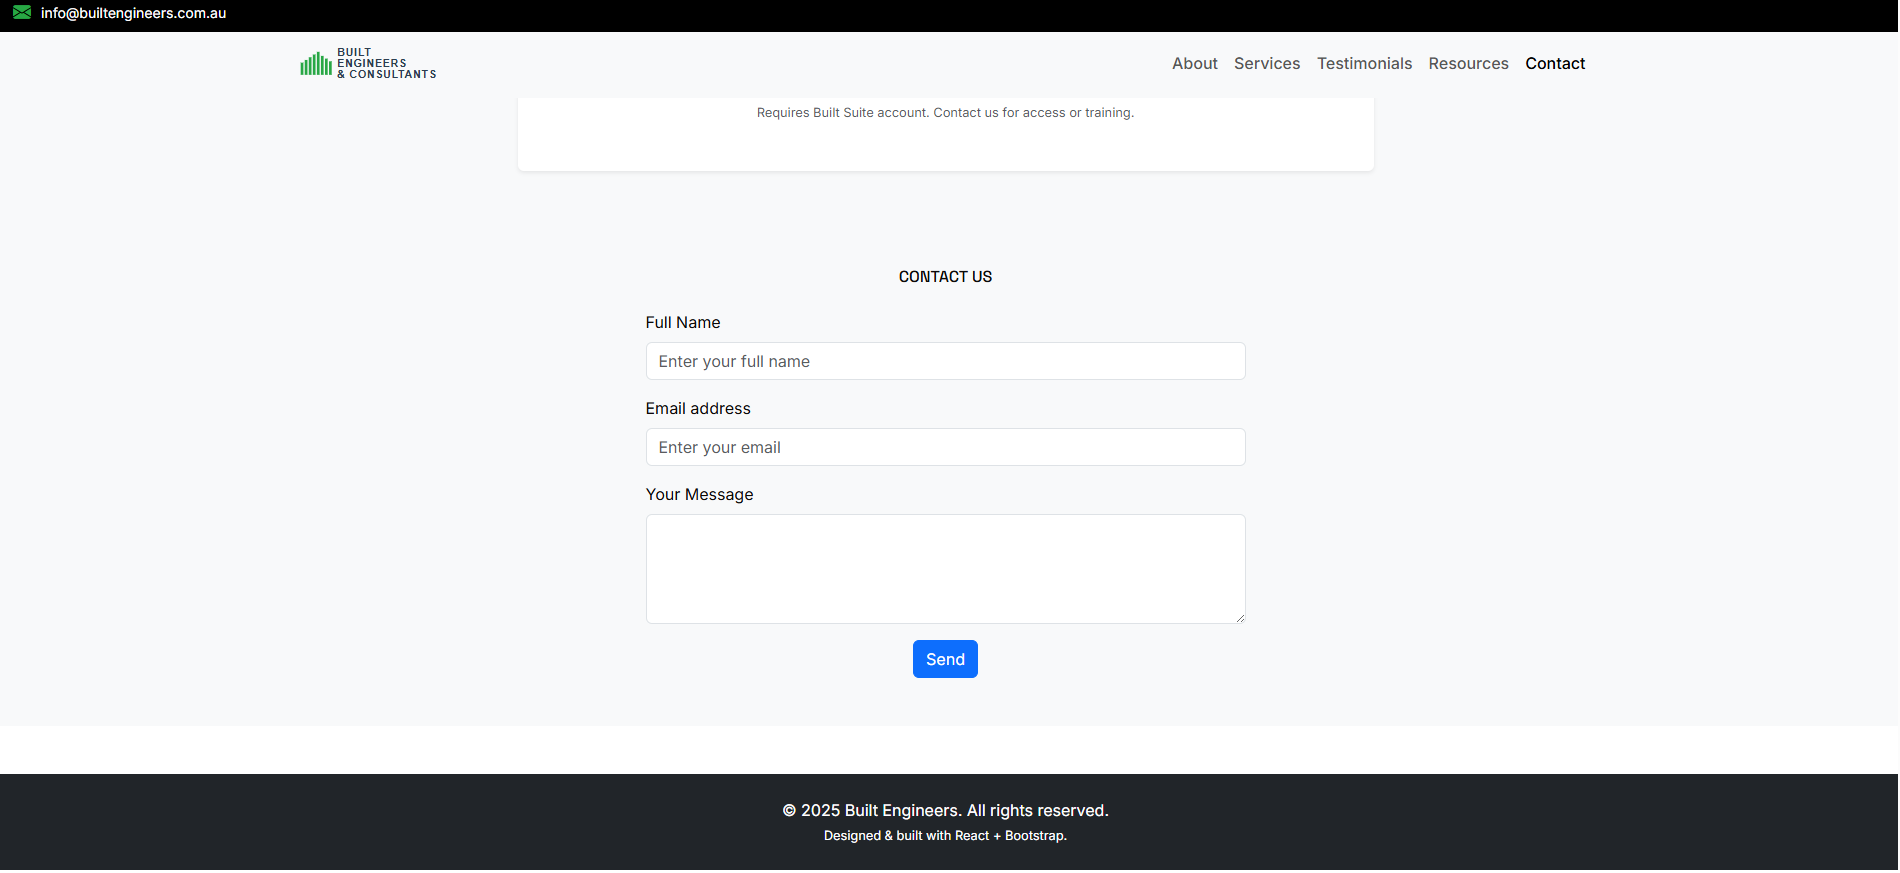 info@builtengineers.com.au
BUILT
ENGINEERS
& CONSULTANTS
About Services Testimonials Resources Contact
Requires Built Suite account. Contact us for access or training.
CONTACT US
Full Name
Enter your full name
Email address
Enter your email
Your Message
Send
© 2025 Built Engineers. All rights reserved.
Designed & built with React + Bootstrap.